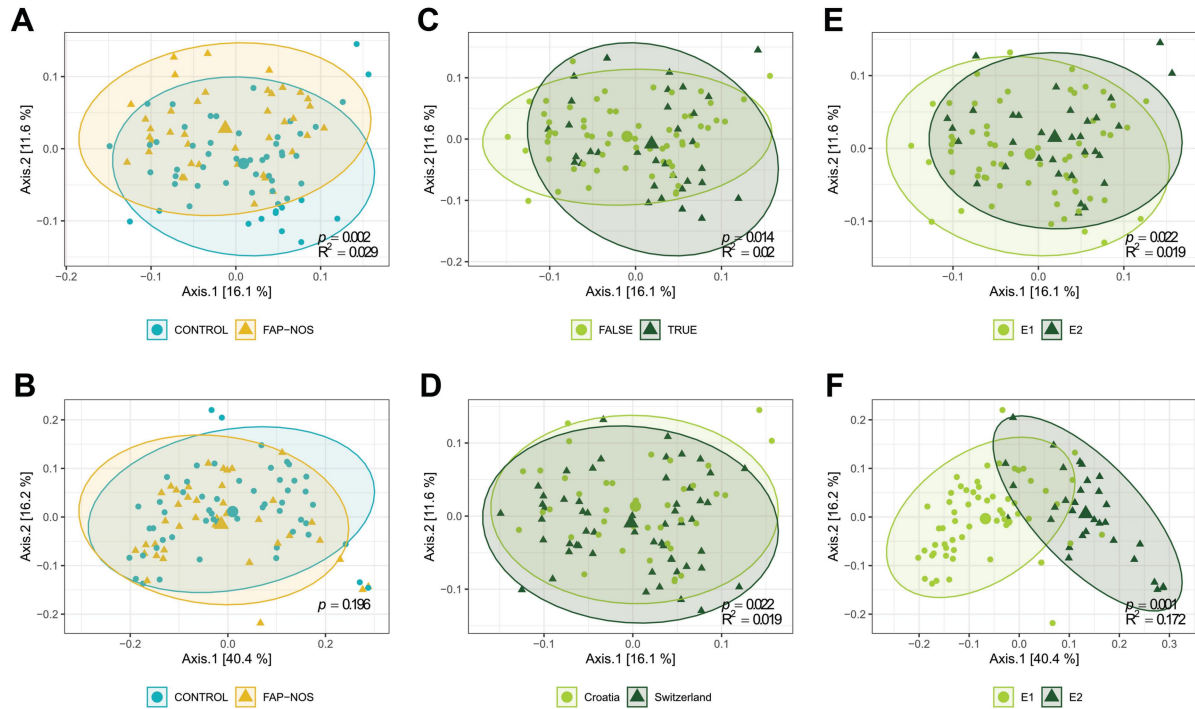 A
Axis.2 [11.6 %]
0.1
0.0
−0.1
−0.2
−0.1
0.0
0.1
p = 0.002
R² = 0.029
Axis.1 [16.1 %]
CONTROL FAP−NOS
C
Axis.2 [11.6 %]
0.1
0.0
−0.1
−0.2
−0.1
0.0
0.1
p = 0.014
R² = 0.02
Axis.1 [16.1 %]
FALSE TRUE
E
Axis.2 [11.6 %]
0.1
0.0
−0.1
−0.1
0.0
0.1
p = 0.022
R² = 0.019
Axis.1 [16.1 %]
E1 E2
B
Axis.2 [16.2 %]
0.2
0.1
0.0
−0.1
−0.2
−0.2
0.0
0.2
p = 0.196
Axis.1 [40.4 %]
CONTROL FAP−NOS
D
Axis.2 [11.6 %]
0.1
0.0
−0.1
−0.1
0.0
0.1
p = 0.022
R² = 0.019
Axis.1 [16.1 %]
Croatia Switzerland
F
Axis.2 [16.2 %]
0.2
0.1
0.0
−0.1
−0.2
−0.2
−0.1
0.0
0.1
0.2
0.3
p = 0.001
R² = 0.172
Axis.1 [40.4 %]
E1 E2